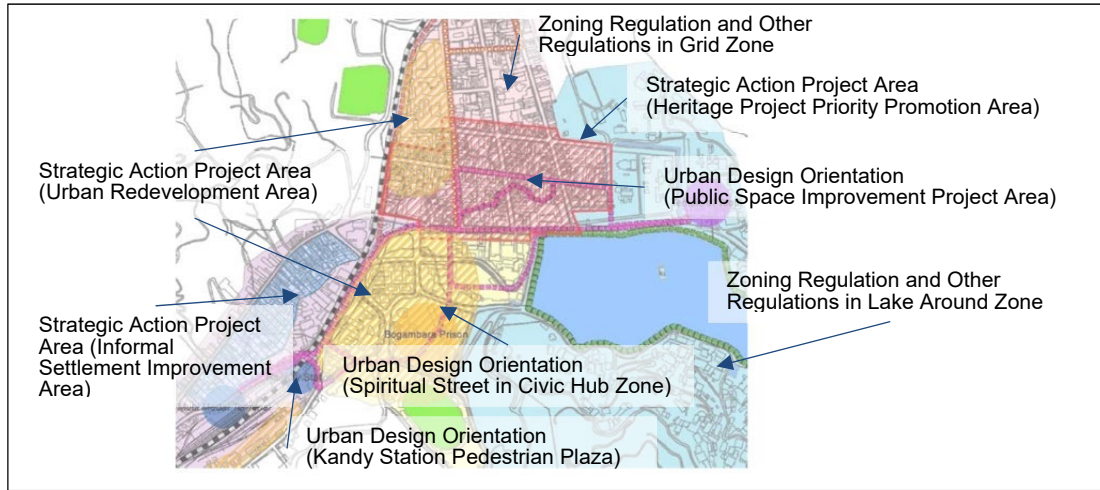 Zoning Regulation and Other
Regulations in Grid Zone
Strategic Action Project Area
(Heritage Project Priority Promotion Area)
Strategic Action Project Area
(Urban Redevelopment Area)
Urban Design Orientation
(Public Space Improvement Project Area)
Zoning Regulation and Other
Regulations in Lake Around Zone
Strategic Action Project
Area (Informal
Settlement Improvement
Area)
Bogambara Prison
Urban Design Orientation
(Spiritual Street in Civic Hub Zone)
Urban Design Orientation
(Kandy Station Pedestrian Plaza)